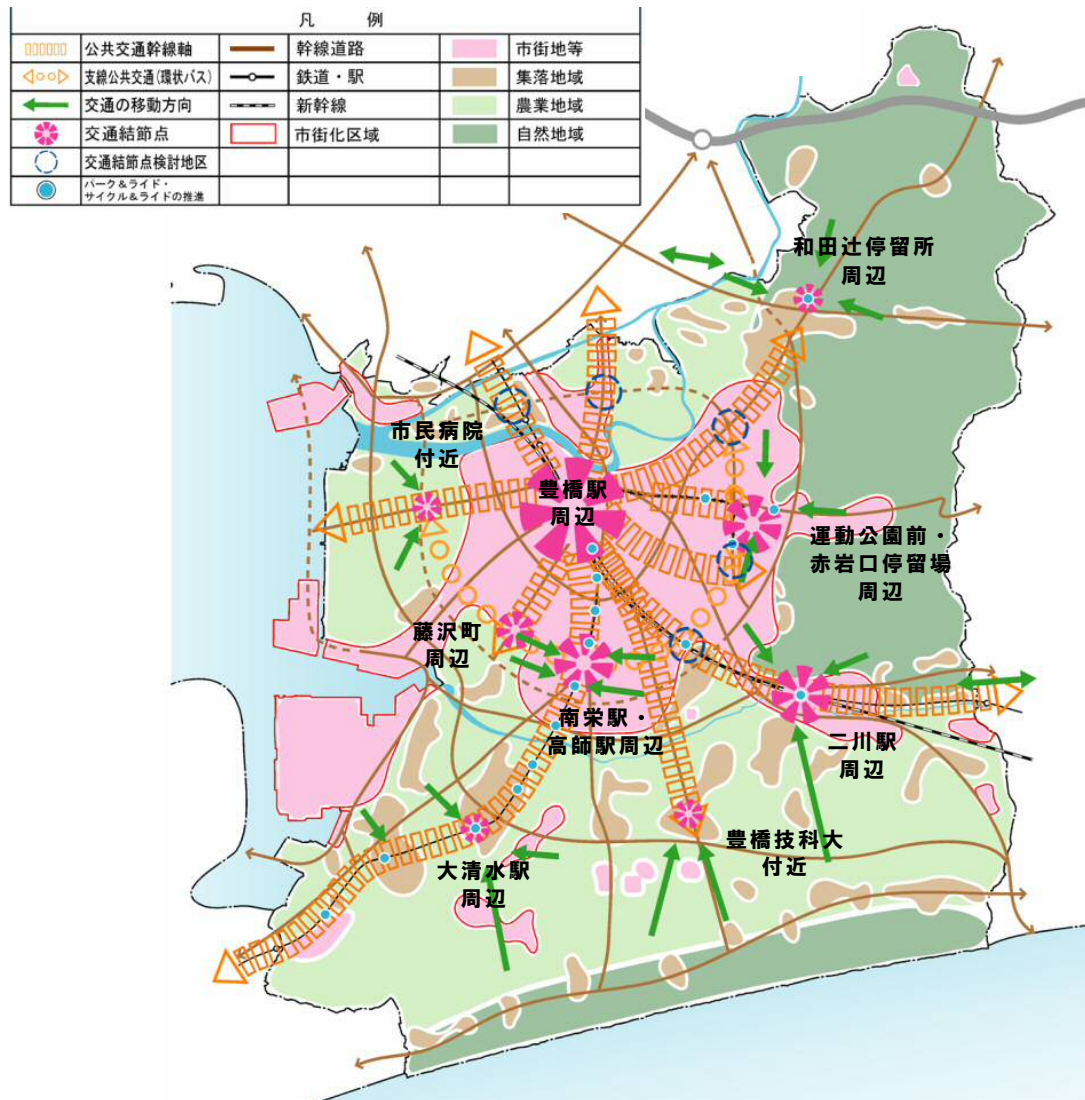 凡 例
公共交通幹線軸
幹線道路
市街地等
支線公共交通(環状バス)
鉄道・駅
集落地域
交通の移動方向
新幹線
農業地域
交通結節点
市街化区域
自然地域
交通結節点検討地区
パーク&ライド・
サイクル&ライドの推進
和田辻停留所
周辺
市民病院
付近
豊橋駅
周辺
運動公園前・
赤岩口停留場
周辺
藤沢町
周辺
南栄駅・
高師駅周辺
二川駅
周辺
豊橋技科大
付近
大清水駅
周辺